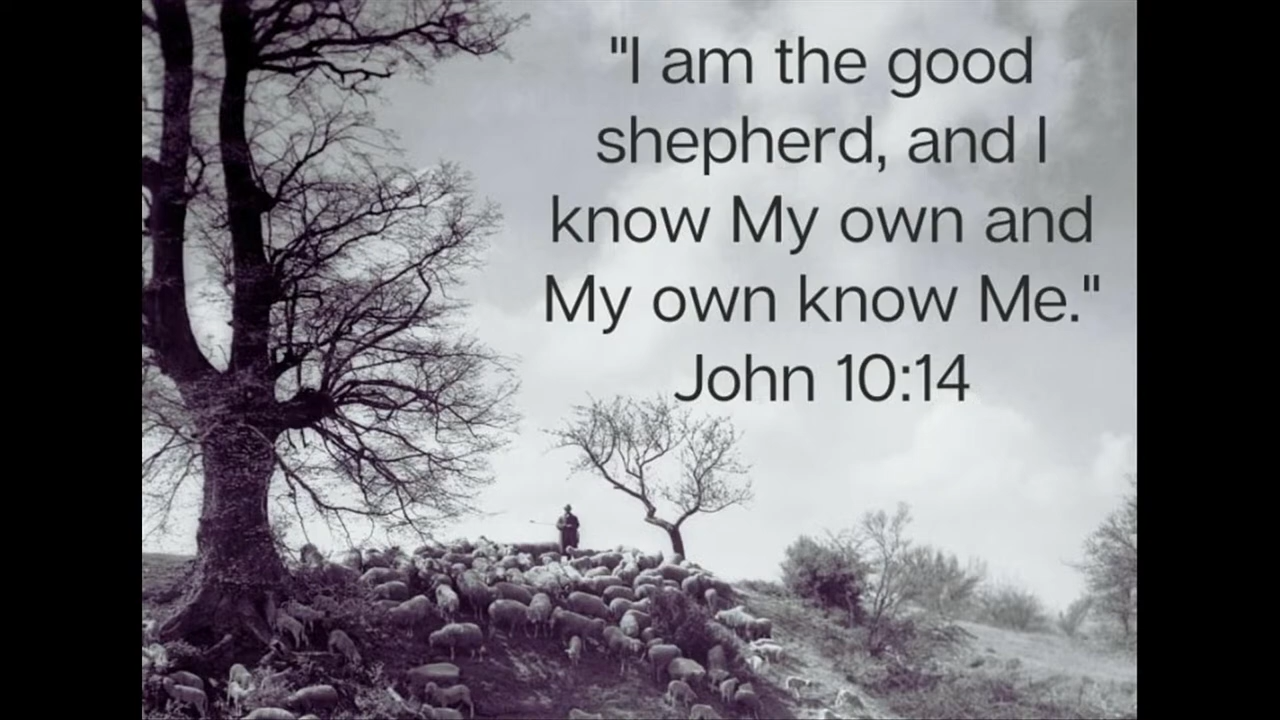 "I am the good
shepherd, and I
know My own and
My own know Me."
John 10:14